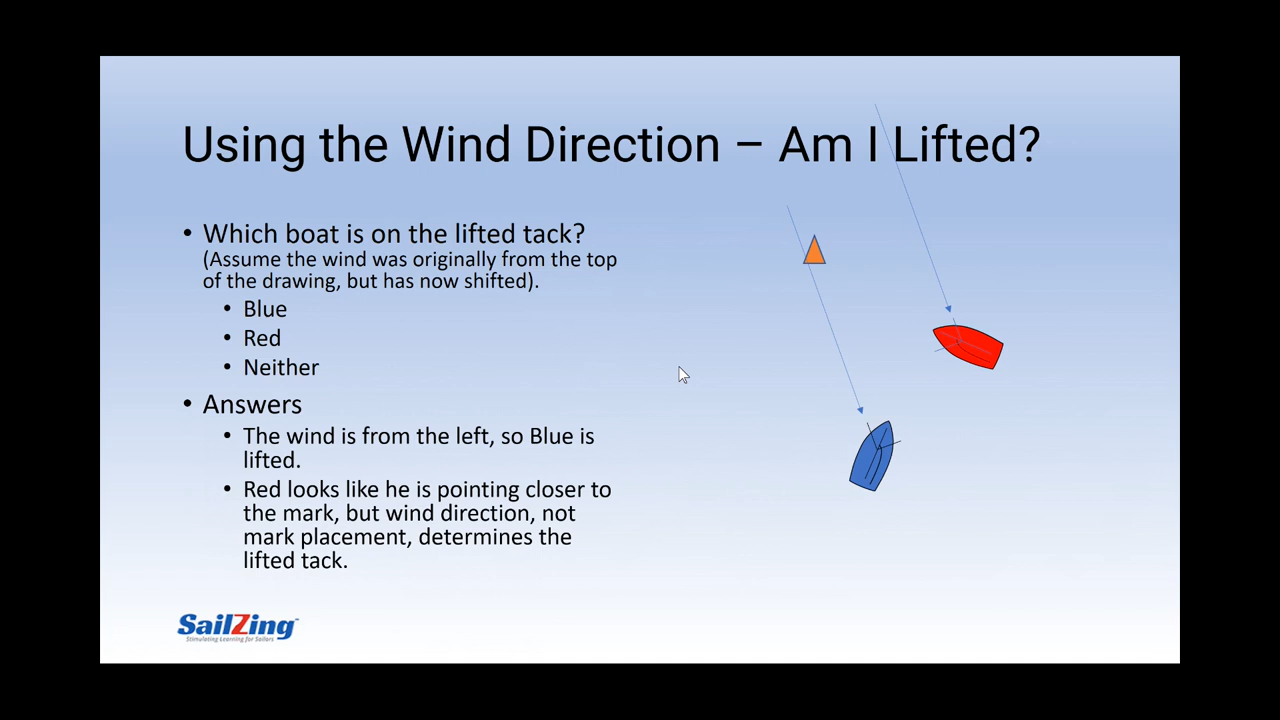 Using the Wind Direction – Am I Lifted?
• Which boat is on the lifted tack?
(Assume the wind was originally from the top
of the drawing, but has now shifted).
• Blue
• Red
• Neither
• Answers
• The wind is from the left, so Blue is
lifted.
• Red looks like he is pointing closer to
the mark, but wind direction, not
mark placement, determines the
lifted tack.
SailZing™
Stimulating Learning for Sailors